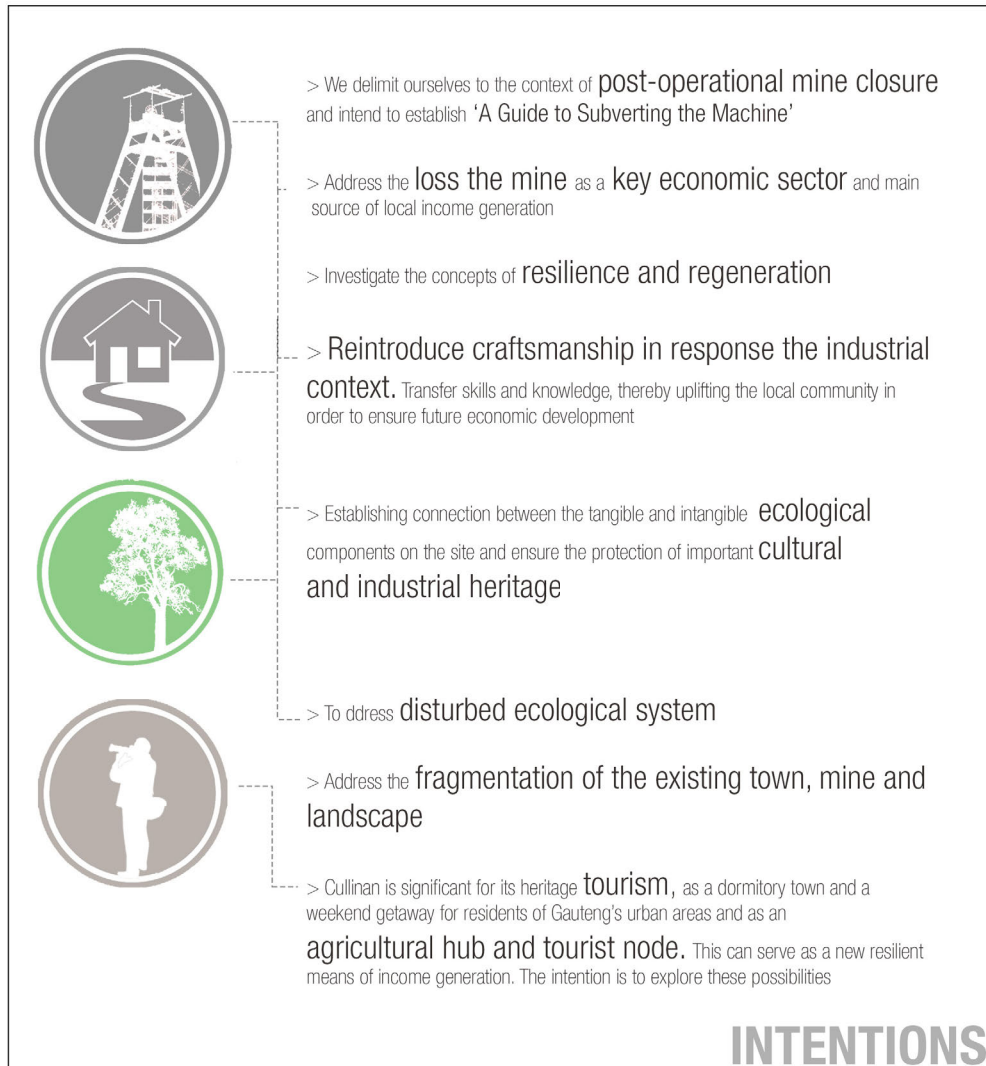 > We delimit ourselves to the context of post-operational mine closure
and intend to establish ‘A Guide to Subverting the Machine’
> Address the loss the mine as a key economic sector and main
source of local income generation
> Investigate the concepts of resilience and regeneration
> Reintroduce craftsmanship in response the industrial
context. Transfer skills and knowledge, thereby uplifting the local community in
order to ensure future economic development
> Establishing connection between the tangible and intangible ecological
components on the site and ensure the protection of important cultural
and industrial heritage
> To ddress disturbed ecological system
> Address the fragmentation of the existing town, mine and
landscape
> Cullinan is significant for its heritage tourism, as a dormitory town and a
weekend getaway for residents of Gauteng’s urban areas and as an
agricultural hub and tourist node. This can serve as a new resilient
means of income generation. The intention is to explore these possibilities
INTENTIONS